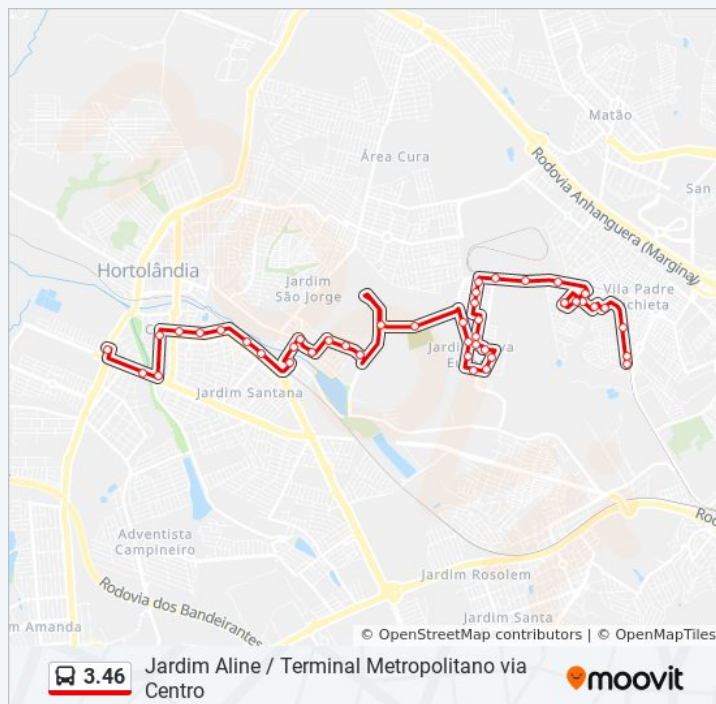 Matão
Área Cura
Rodovia Anhanguera (Marginal)
San
Hortolândia
Jardim
São Jorge
Vila Padre
Jardim
Jardim Santana
Adventista
Campineiro
Jardim Rosolem
Rodovia dos Bandeirantes
Jardim Santa
m Amanda
© OpenStreetMap contributors | © OpenMapTiles
3.46
Jardim Aline / Terminal Metropolitano via
Centro
moovit